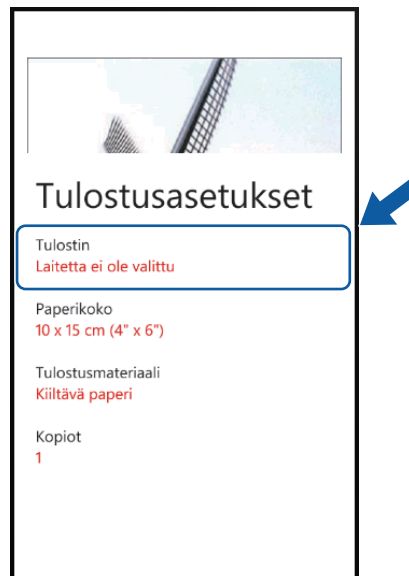 Tulostusasetukset
Tulostin
Laitetta ei ole valittu
Paperikoko
10 x 15 cm (4" x 6")
Tulostusmateriaali
Kiiltävä paperi
Kopiot
1